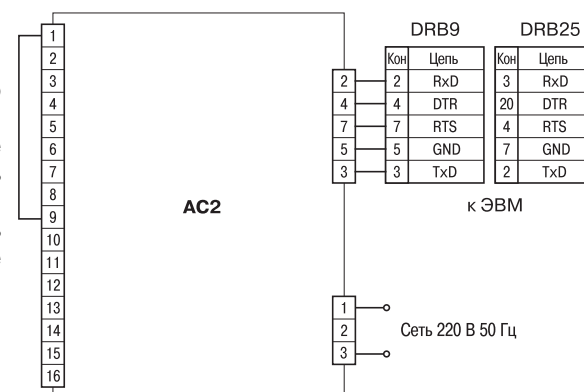 1
2
3
4
5
6
7
8
9
10
11
12
13
14
15
16
АС2
2
4
7
5
3
DRB9
Кон Цепь
2 RxD
4 DTR
7 RTS
5 GND
3 TxD
DRB25
Кон Цепь
3 RxD
20 DTR
4 RTS
7 GND
2 TxD
к ЭВМ
1
2
3
Сеть 220 В 50 Гц